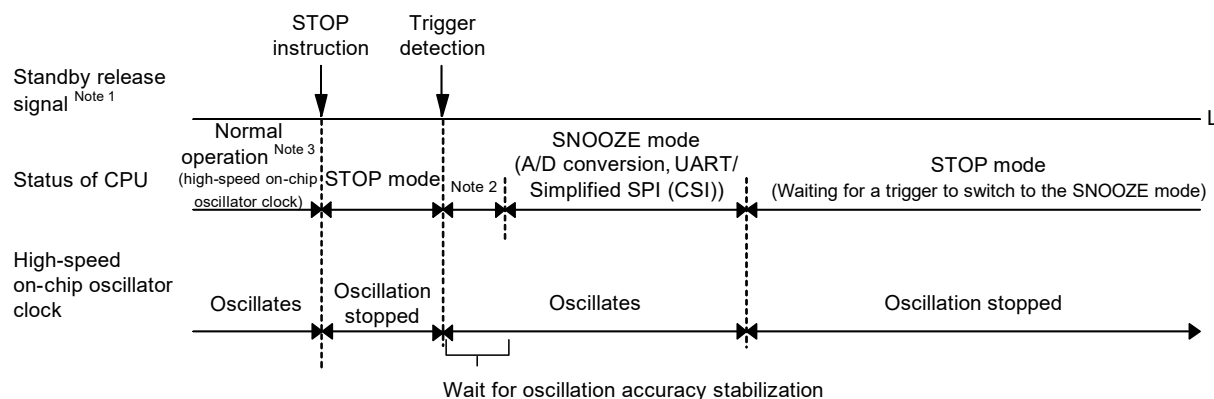 STOP
instruction
Trigger
detection
Standby release
signal Note 1
L
Status of CPU
Normal
operation Note 3
(high-speed on-chip
oscillator clock)
STOP mode
Note 2
SNOOZE mode
(A/D conversion, UART/
Simplified SPI (CSI))
STOP mode
(Waiting for a trigger to switch to the SNOOZE mode)
High-speed
on-chip oscillator
clock
Oscillates
Oscillation
stopped
Oscillates
Oscillation stopped
Wait for oscillation accuracy stabilization